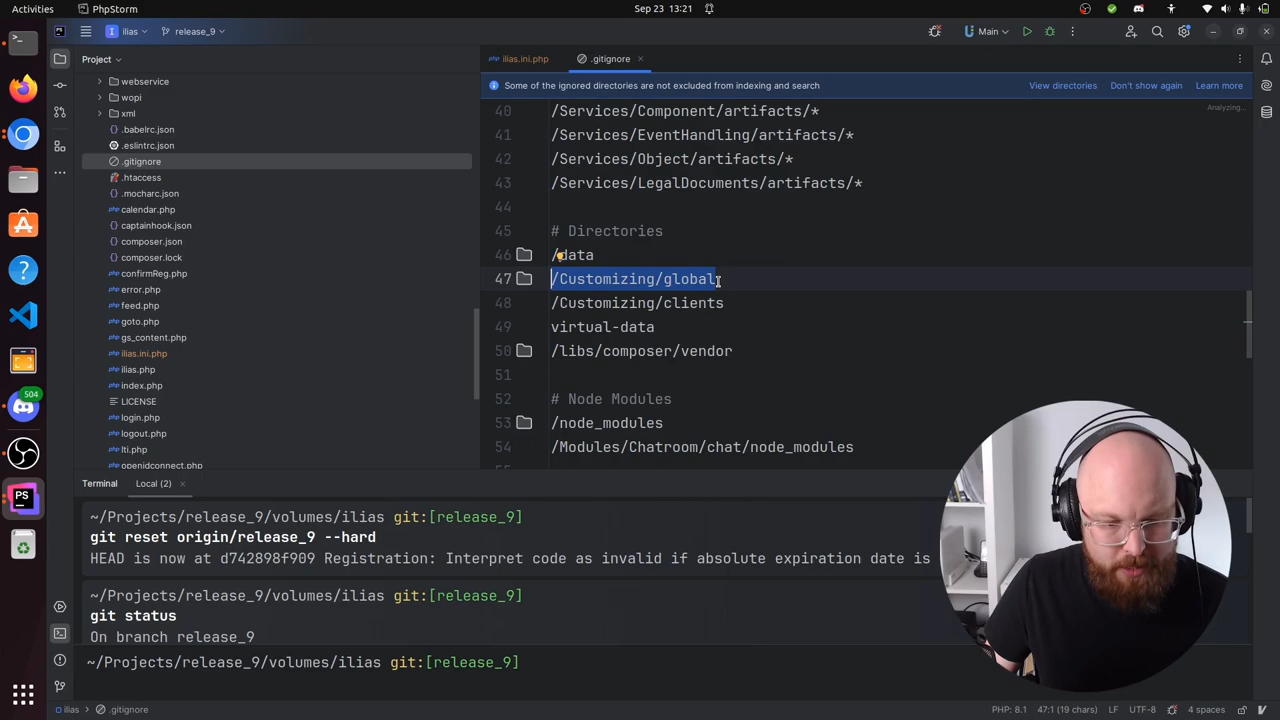 Activities
PhpStorm
Sep 23 13:21
ilias
release_9
Main
Project
ilias.ini.php
.gitignore
Some of the ignored directories are not excluded from indexing and search
View directories
Don't show again
Learn more
Analyzing...
webservice
wopi
xml
.babelrc.json
.eslintrc.json
.gitignore
.htaccess
.mocharc.json
calendar.php
captainhook.json
composer.json
composer.lock
confirmReg.php
error.php
feed.php
goto.php
gs_content.php
ilias.ini.php
ilias.php
index.php
LICENSE
login.php
logout.php
lti.php
openidconnect.php
40 /Services/Component/artifacts/*
41 /Services/EventHandling/artifacts/*
42 /Services/Object/artifacts/*
43 /Services/LegalDocuments/artifacts/*
44
45 # Directories
46 /data
47 /Customizing/global
48 /Customizing/clients
49 virtual-data
50 /libs/composer/vendor
51
52 # Node Modules
53 /node_modules
54 /Modules/Chatroom/chat/node_modules
504
PS
Terminal
Local (2)
~/Projects/release_9/volumes/ilias git:[release_9]
git reset origin/release_9 --hard
HEAD is now at d742898f909 Registration: Interpret code as invalid if absolute expiration date is
~/Projects/release_9/volumes/ilias git:[release_9]
git status
On branch release_9
~/Projects/release_9/volumes/ilias git:[release_9]
ilias
.gitignore
PHP: 8.1
47:1 (19 chars)
LF
UTF-8
4 spaces